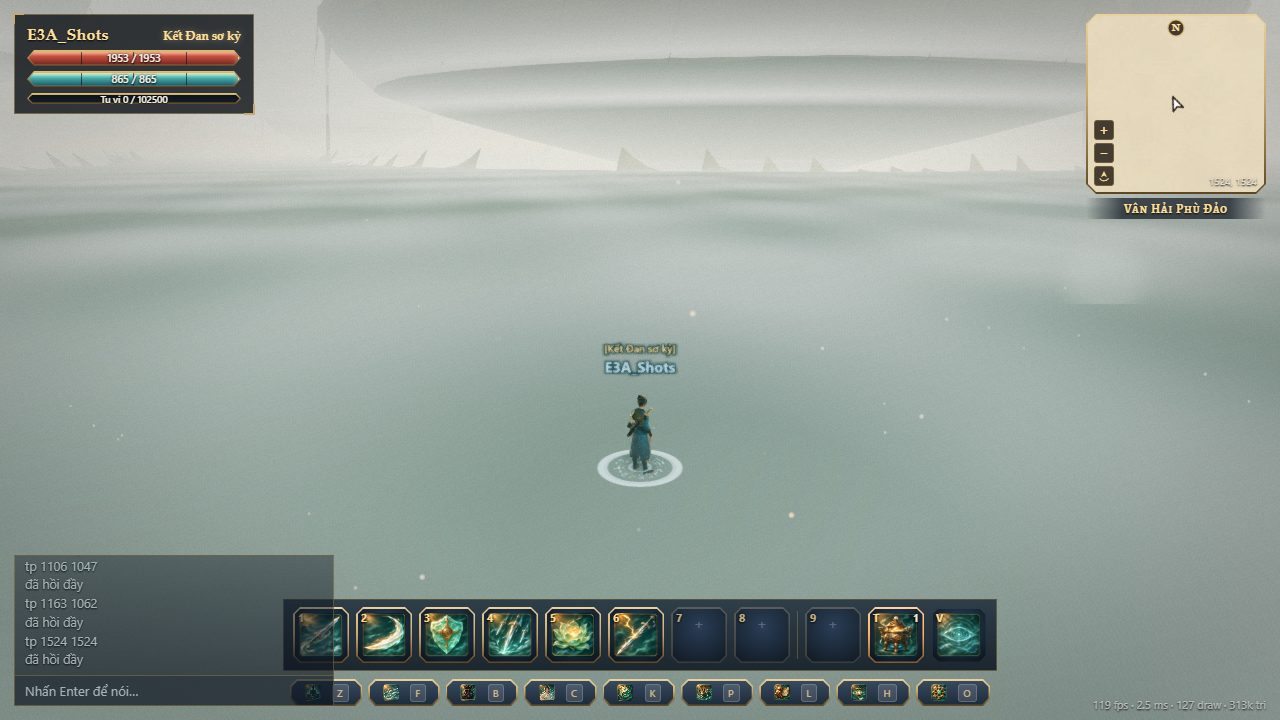 E3A_Shots
Kết Đan sơ kỳ
1953 / 1953
865 / 865
Tu vi 0 / 102500
N
+
−
1524, 1524
Vân Hải Phù Đảo
[Kết Đan sơ kỳ]
E3A_Shots
tp 1106 1047
đã hồi đầy
tp 1163 1062
đã hồi đầy
tp 1524 1524
đã hồi đầy
Nhấn Enter để nói...
1 2 3 4 5 6 7 8 9 T 1 V
+ + +
Z F B C K P L H O
119 fps · 2.5 ms · 127 draw · 313k tri